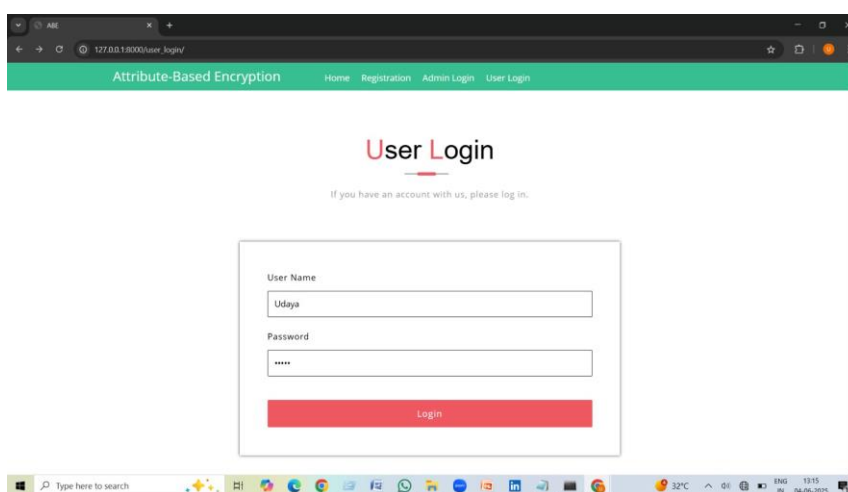 ABE
127.0.0.1:8000/user_login/
Attribute-Based Encryption Home Registration Admin Login User Login
User Login
If you have an account with us, please log in.
User Name
Udaya
Password
•••••
Login
Type here to search
32°C
ENG
IN
13:15
04-06-2025